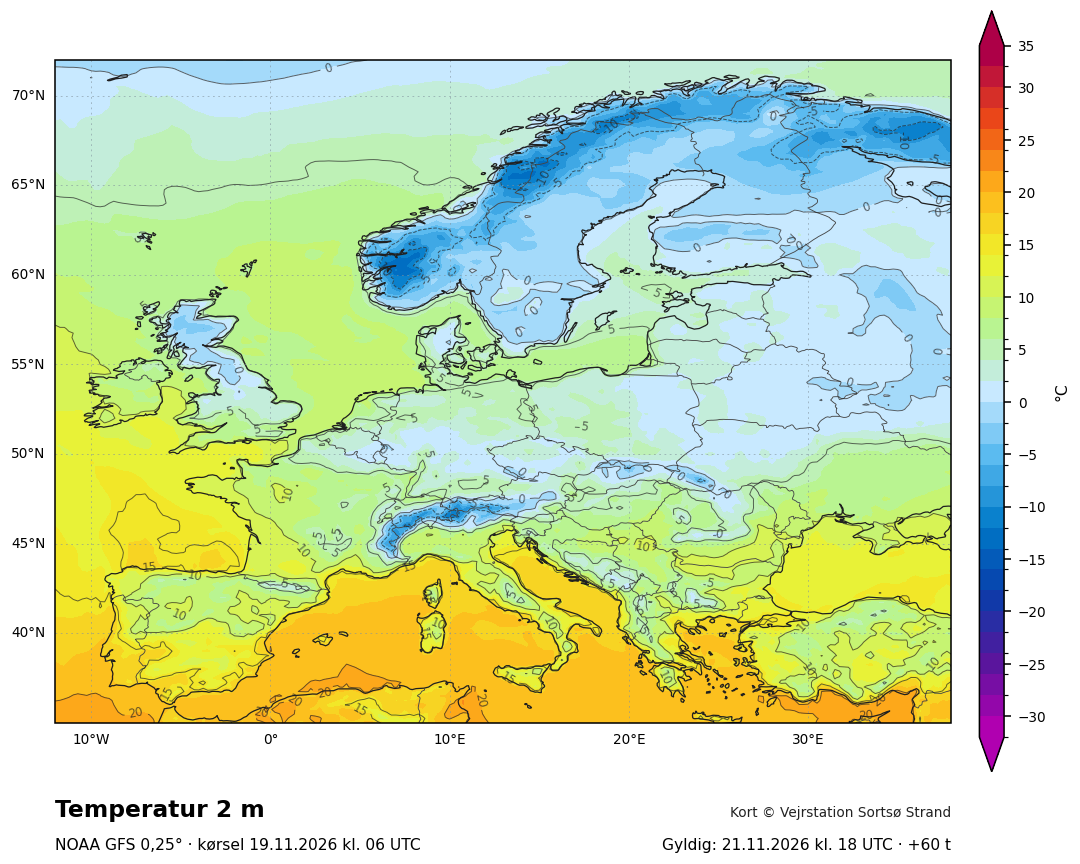 70°N
65°N
60°N
55°N
50°N
45°N
40°N
10°W
0°
10°E
20°E
30°E
35
30
25
20
15
10
5
0
−5
−10
−15
−20
−25
−30
°C
Temperatur 2 m
Kort © Vejrstation Sortsø Strand
NOAA GFS 0,25° · kørsel 19.11.2026 kl. 06 UTC
Gyldig: 21.11.2026 kl. 18 UTC · +60 t